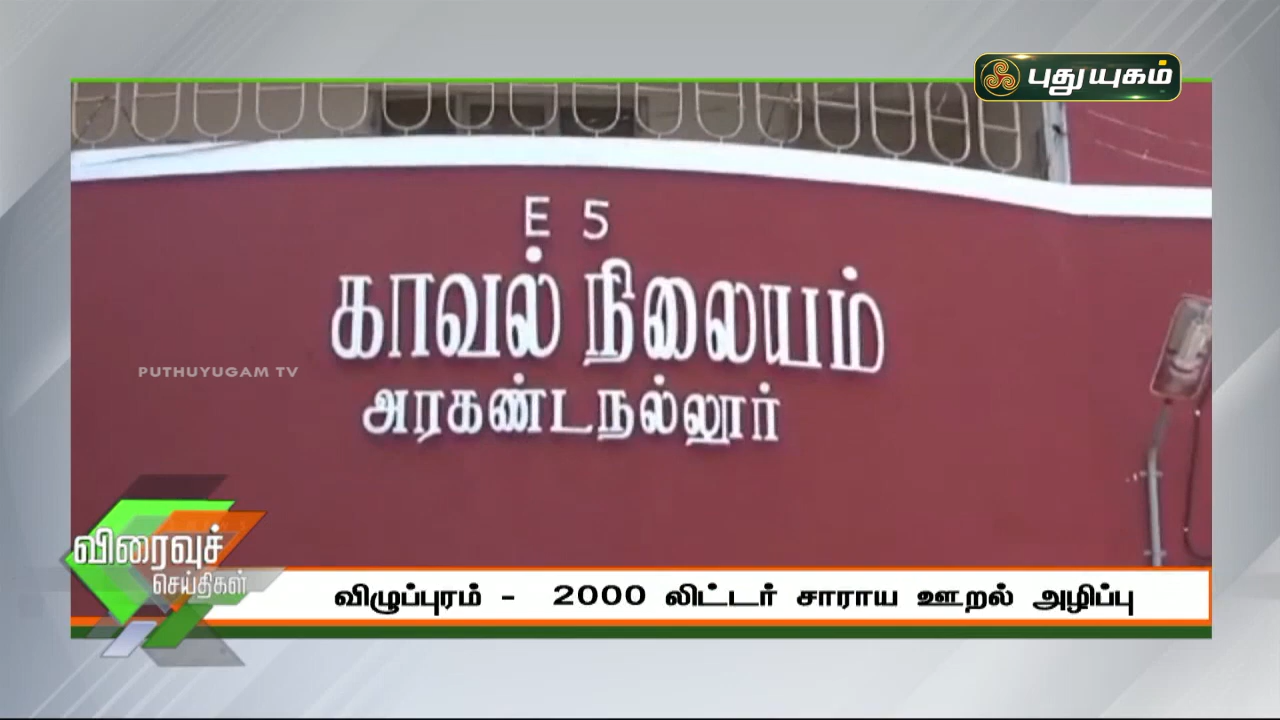 புதுயுகம்
E 5
காவல் நிலையம்
PUTHUYUGAM TV
அரகண்டநல்லூர்
விரைவுச்
செய்திகள்
விழுப்புரம் - 2000 லிட்டர் சாராய ஊறல் அழிப்பு